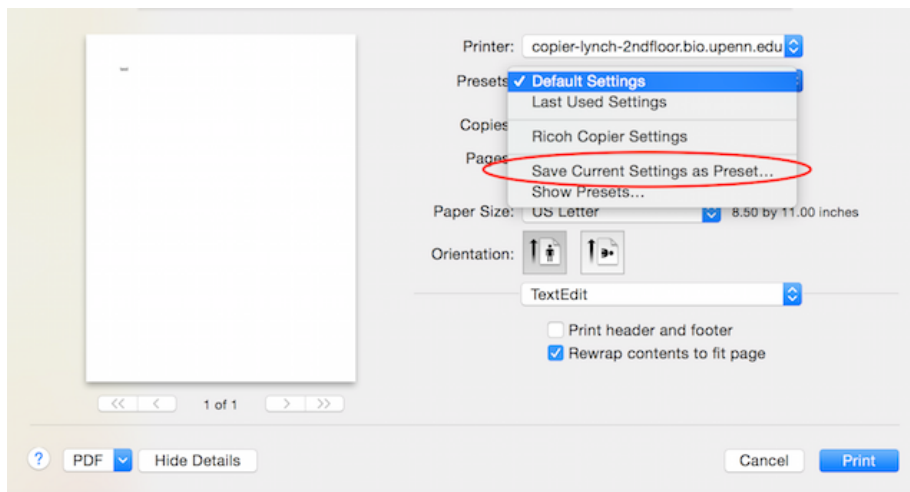 Printer: copier-lynch-2ndfloor.bio.upenn.edu
Presets ✓ Default Settings
Last Used Settings
Copies
Ricoh Copier Settings
Pages
Save Current Settings as Preset...
Show Presets...
Paper Size: US Letter 8.50 by 11.00 inches
Orientation:
TextEdit
Print header and footer
Rewrap contents to fit page
<< < 1 of 1 > >>
? PDF Hide Details Cancel Print